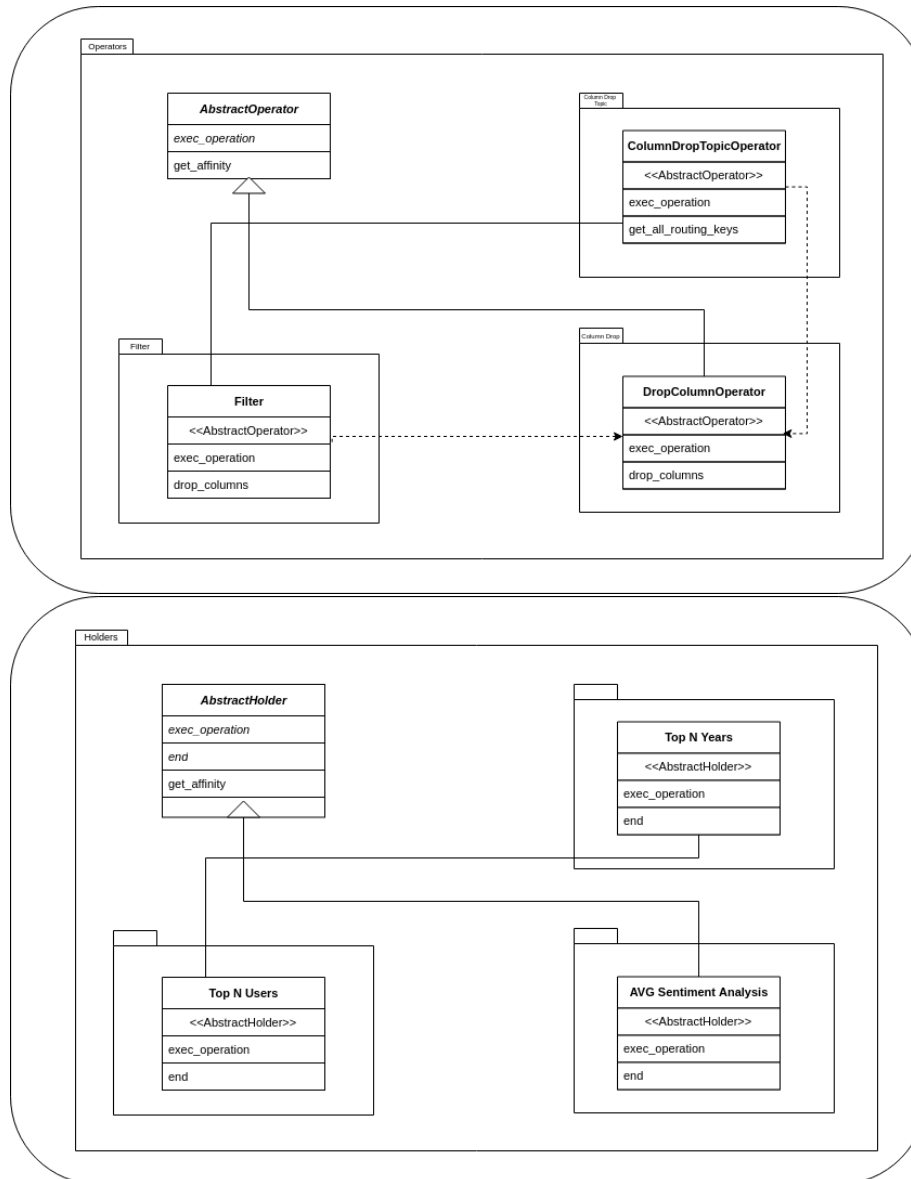 Operators
AbstractOperator
exec_operation
get_affinity
Column Drop
Topic
ColumnDropTopicOperator
<<AbstractOperator>>
exec_operation
get_all_routing_keys
Filter
Filter
<<AbstractOperator>>
exec_operation
drop_columns
Column Drop
DropColumnOperator
<<AbstractOperator>>
exec_operation
drop_columns
Holders
AbstractHolder
exec_operation
end
get_affinity
Top N Years
<<AbstractHolder>>
exec_operation
end
Top N Users
<<AbstractHolder>>
exec_operation
end
AVG Sentiment Analysis
<<AbstractHolder>>
exec_operation
end